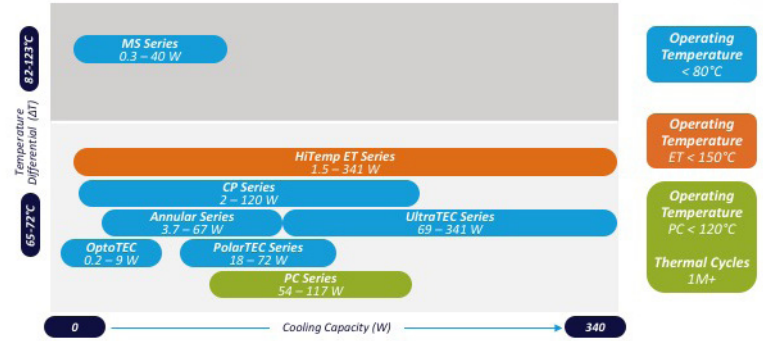 82-123°C
MS Series
0.3 – 40 W
Operating
Temperature
< 80°C
Temperature
Differential (ΔT)
HiTemp ET Series
1.5 – 341 W
Operating
Temperature
ET < 150°C
65-72°C
CP Series
2 – 120 W
Annular Series
3.7 – 67 W
UltraTEC Series
69 – 341 W
OptoTEC
0.2 – 9 W
PolarTEC Series
18 – 72 W
PC Series
54 – 117 W
Operating
Temperature
PC < 120°C
Thermal Cycles
1M+
0
Cooling Capacity (W)
340